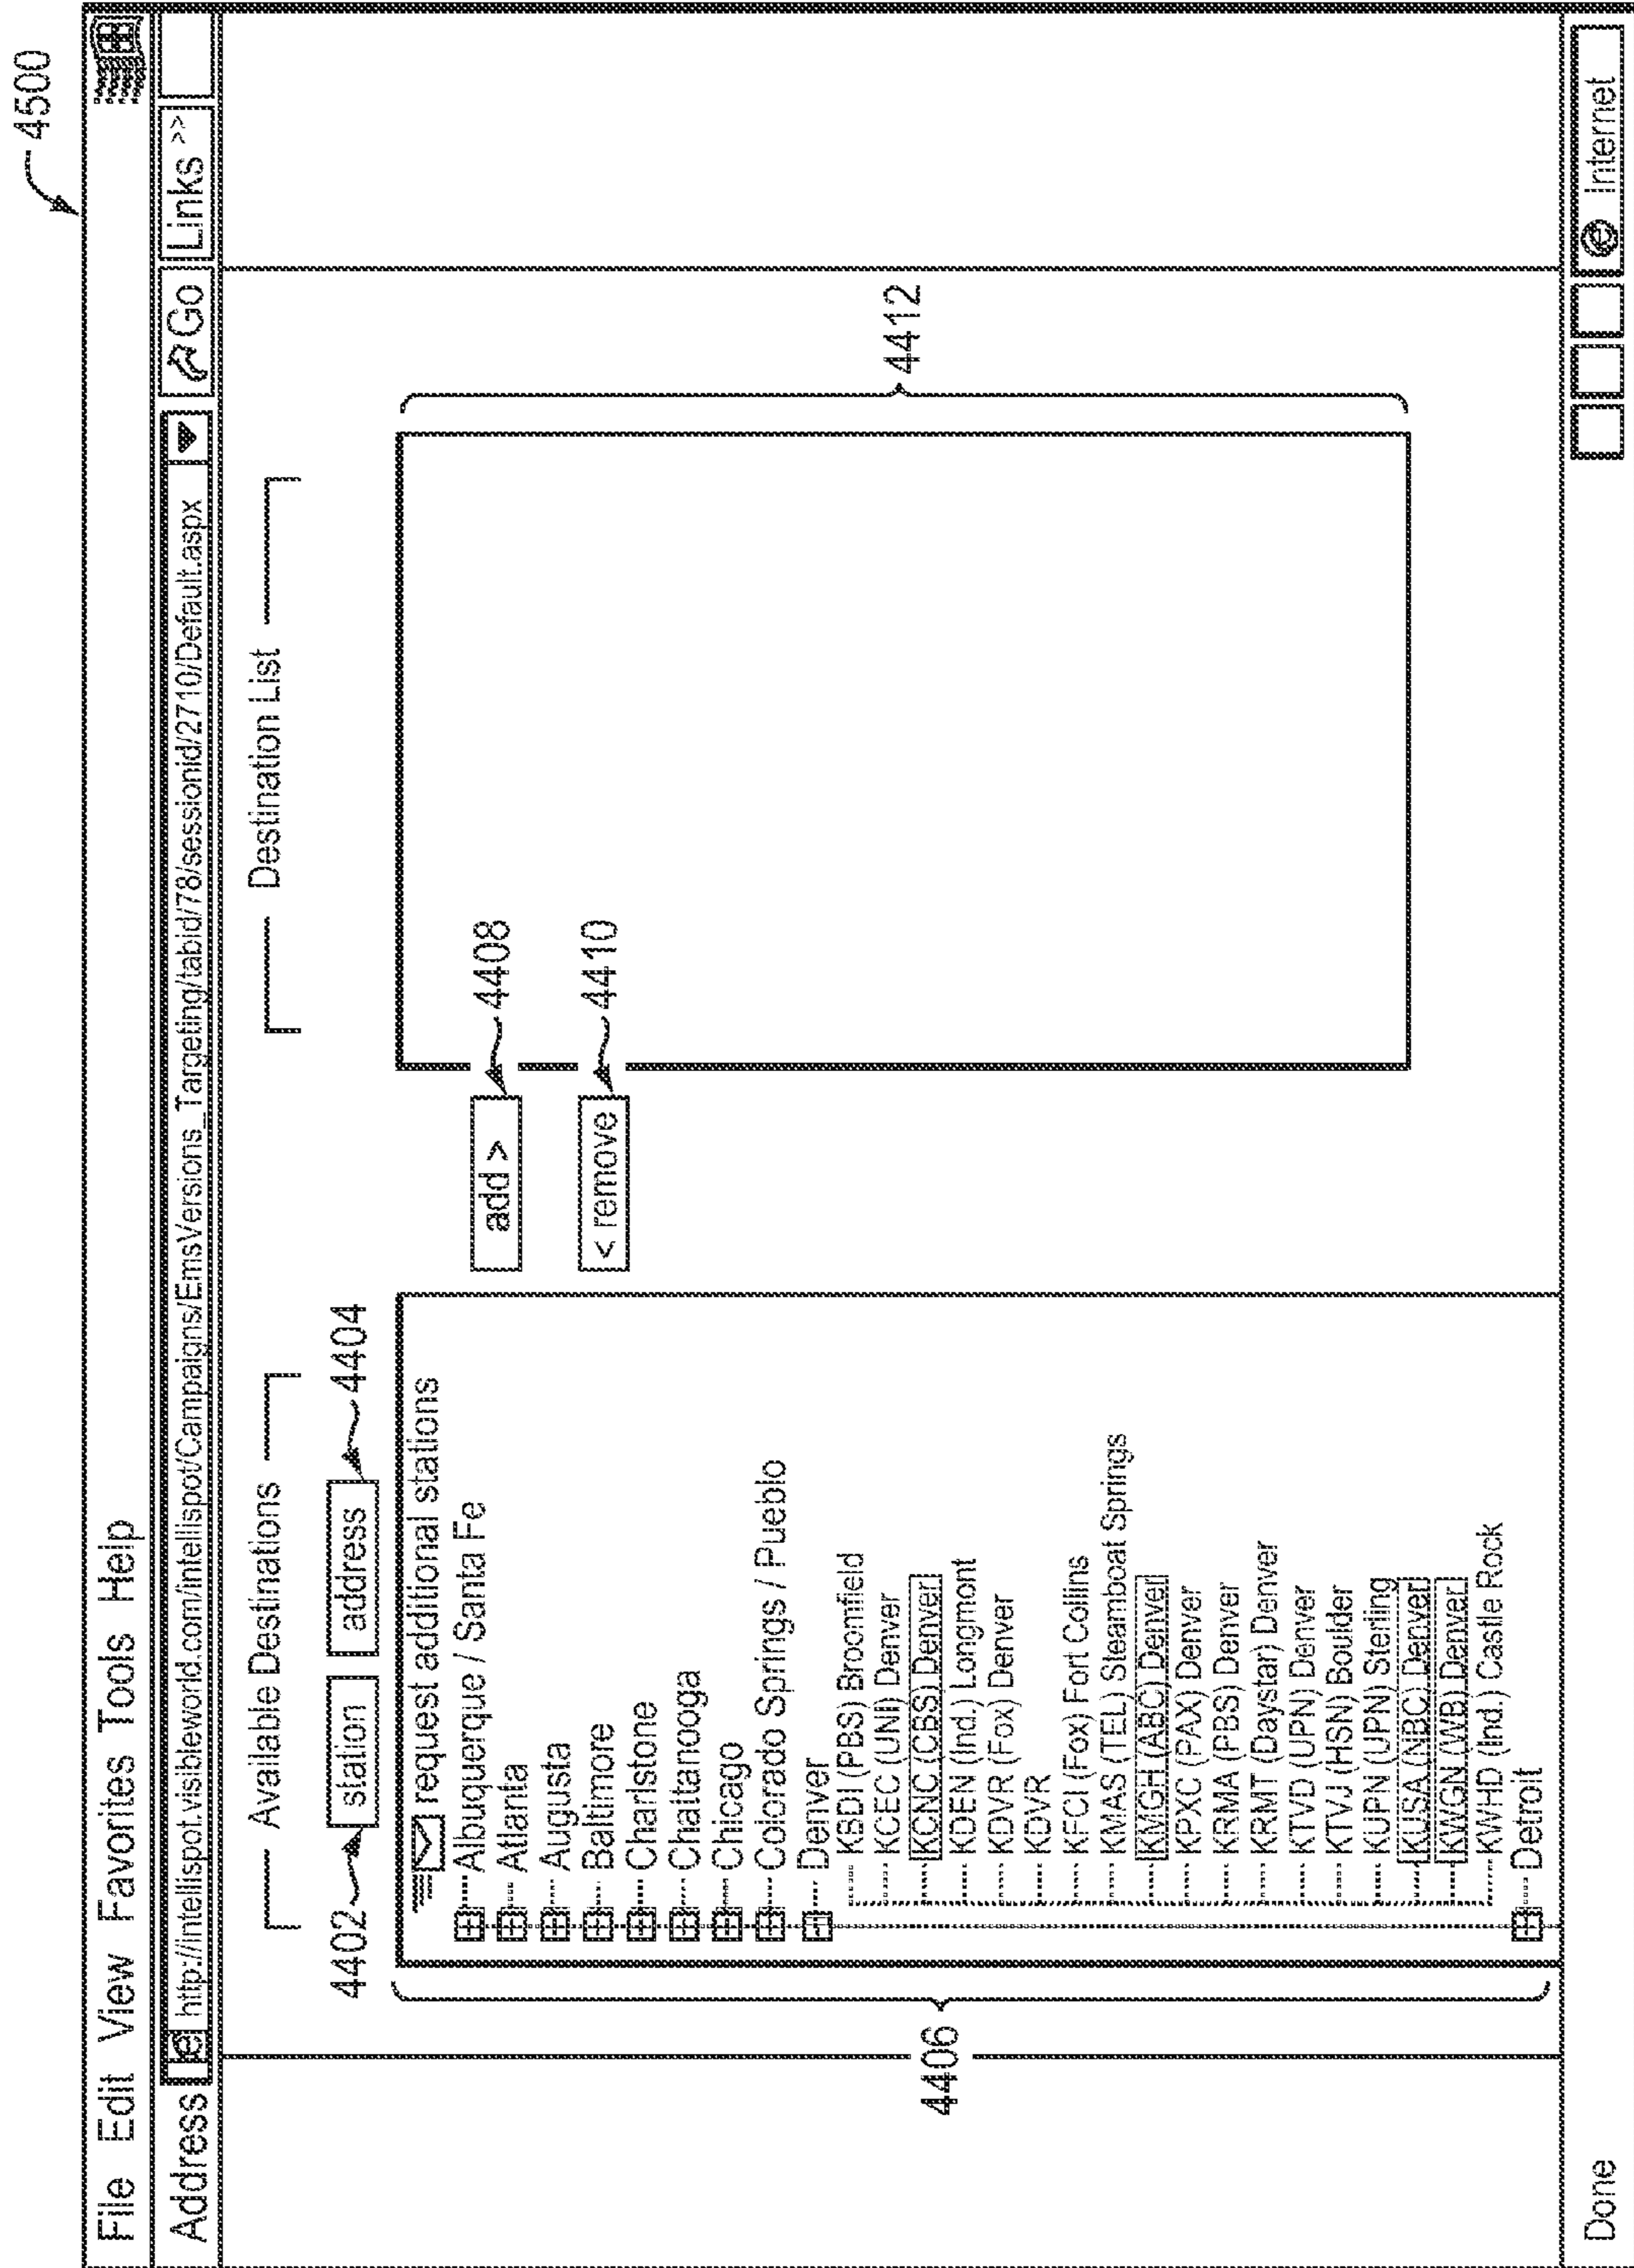 4500
File Edit View Favorites Tools Help
Address http://intellispot.visibleworld.com/intellispot/Campaigns/EmsVersions_Targeting/tabid/78/sessionid/2710/Default.aspx Go Links >>
Available Destinations
Destination List
4402 station address 4404
request additional stations
Albuquerque / Santa Fe
Atlanta
Augusta
Baltimore
Charlstone
Chattanooga
Chicago
Colorado Springs / Pueblo
Denver
KBDI (PBS) Broomfield
KCEC (UNI) Denver
KCNC (CBS) Denver
KDEN (Ind.) Longmont
KDVR (Fox) Denver
KDVR
KFCI (Fox) Fort Collins
KMAS (TEL) Steamboat Springs
KMGH (ABC) Denver
KPXC (PAX) Denver
KRMA (PBS) Denver
KRMT (Daystar) Denver
KTVD (UPN) Denver
KTVJ (HSN) Boulder
KUPN (UPN) Sterling
KUSA (NBC) Denver
KWGN (WB) Denver
KWHD (Ind.) Castle Rock
Detroit
4406
add > 4408
< remove 4410
4412
Done
Internet